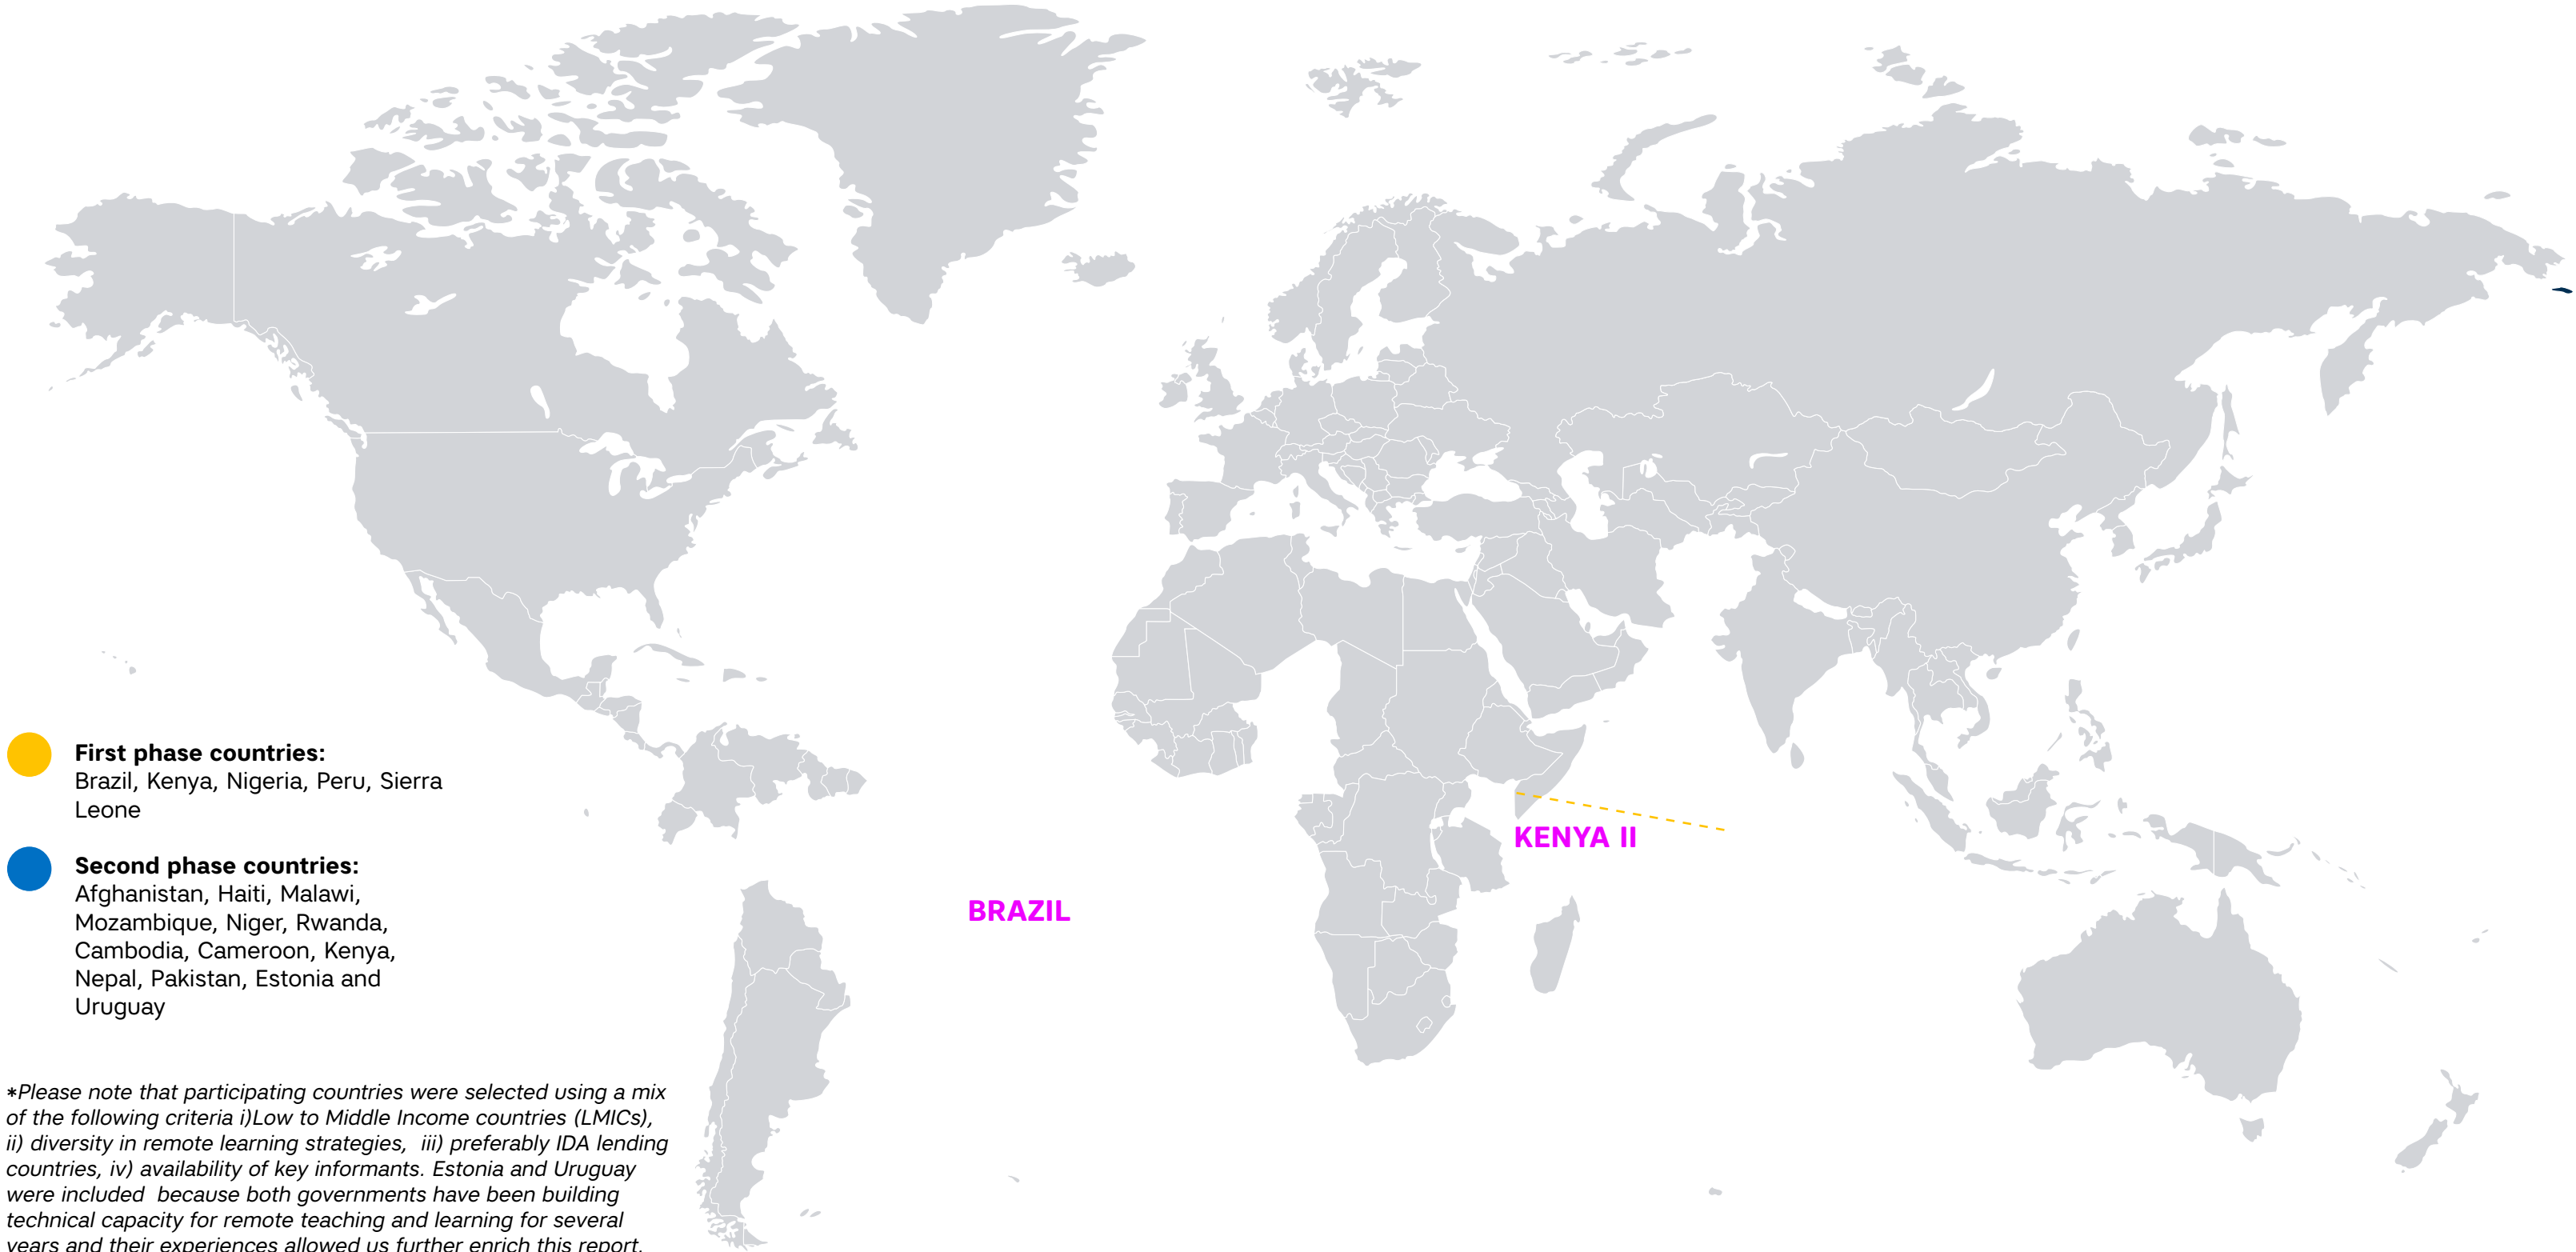 First phase countries:
Brazil, Kenya, Nigeria, Peru, Sierra
Leone
Second phase countries:
Afghanistan, Haiti, Malawi,
Mozambique, Niger, Rwanda,
Cambodia, Cameroon, Kenya,
Nepal, Pakistan, Estonia and
Uruguay
KENYA II
BRAZIL
*Please note that participating countries were selected using a mix
of the following criteria i)Low to Middle Income countries (LMICs),
ii) diversity in remote learning strategies, iii) preferably IDA lending
countries, iv) availability of key informants. Estonia and Uruguay
were included because both governments have been building
technical capacity for remote teaching and learning for several
years and their experiences allowed us further enrich this report.